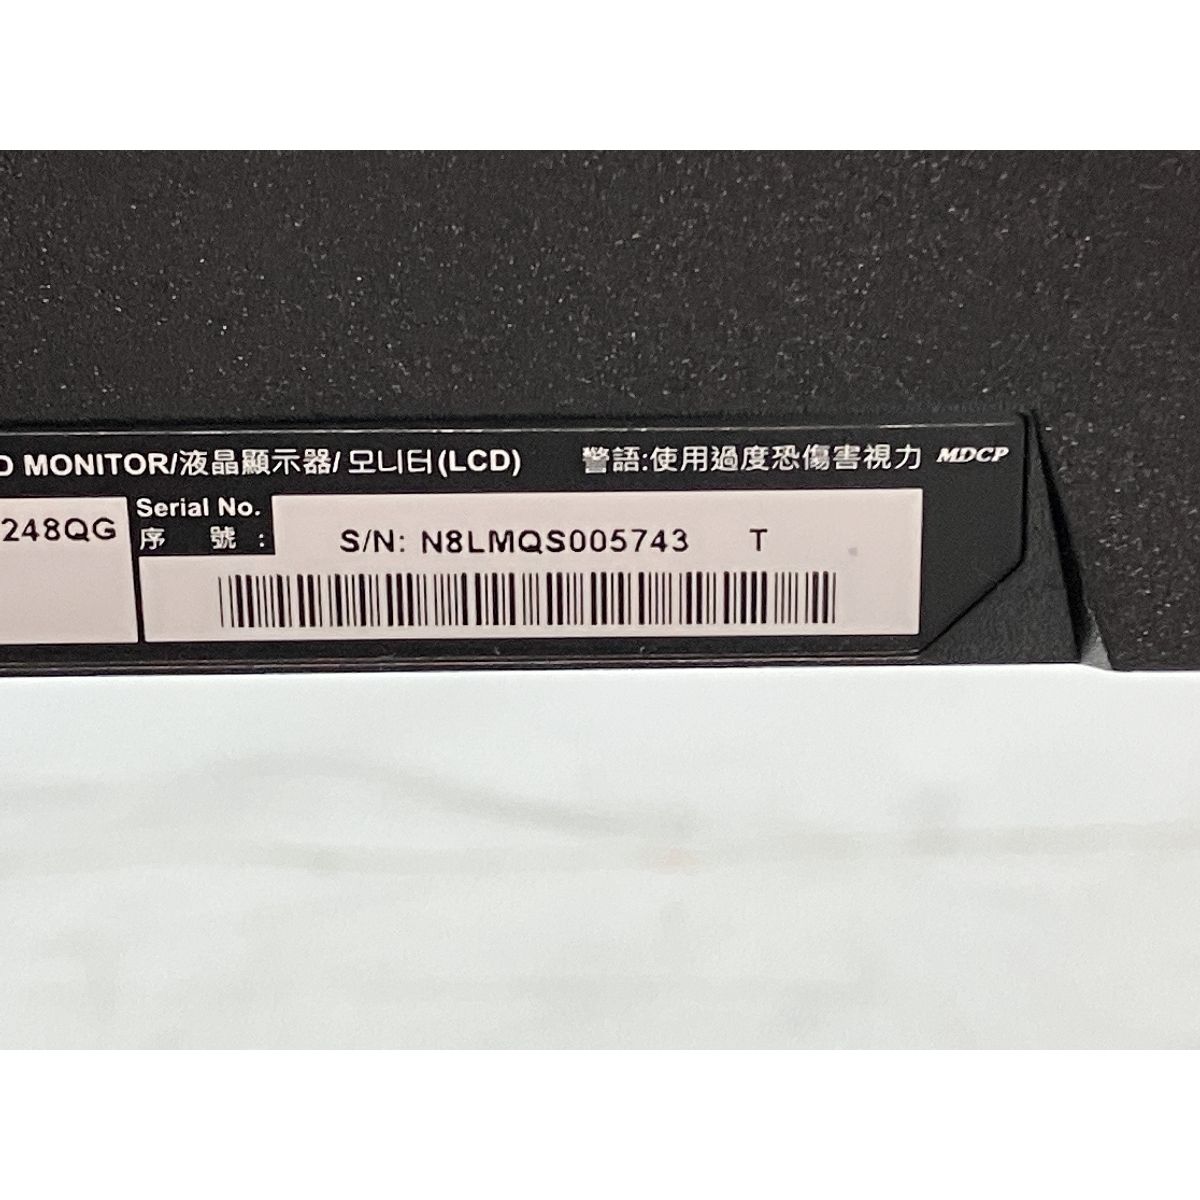 D MONITOR/液晶顯示器/모니터(LCD) 警語:使用過度恐傷害視力 MDCP
248QG
Serial No.
序 號 :
S/N: N8LMQS005743 T